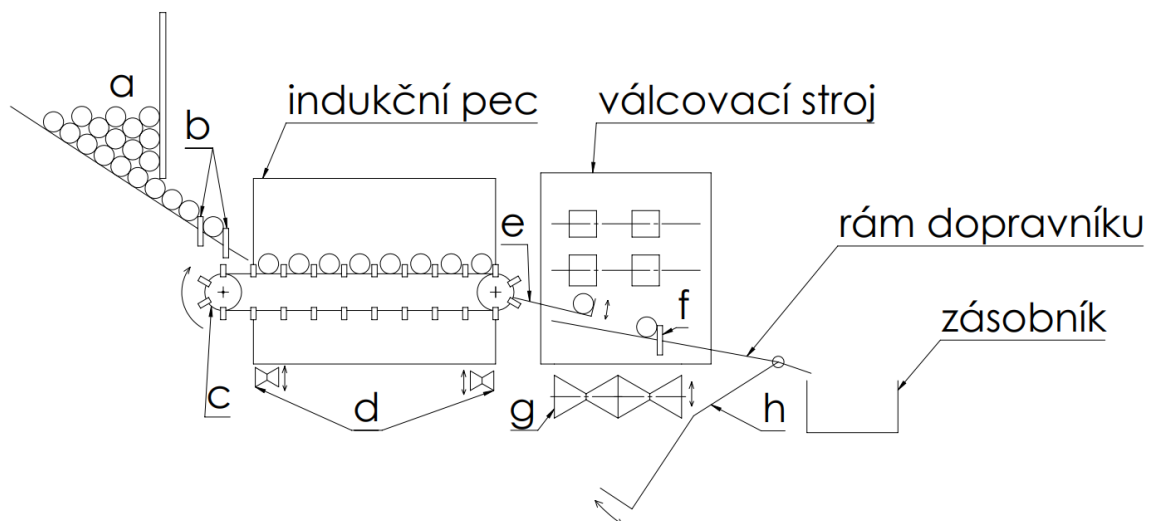 a
indukční pec
válcovací stroj
b
e
rám dopravníku
f
zásobník
c
d
g
h